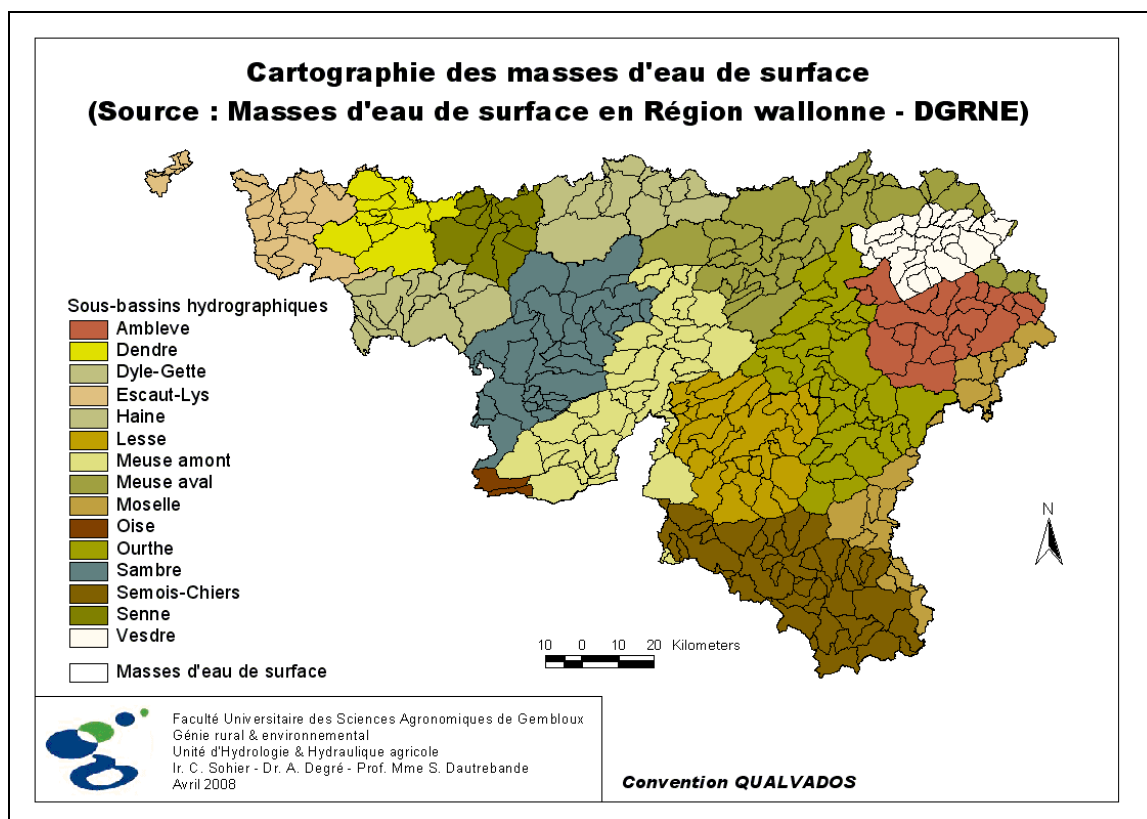 Cartographie des masses d'eau de surface
(Source : Masses d'eau de surface en Région wallonne - DGRNE)
Sous-bassins hydrographiques
Ambleve
Dendre
Dyle-Gette
Escaut-Lys
Haine
Lesse
Meuse amont
Meuse aval
Moselle
Oise
Ourthe
Sambre
Semois-Chiers
Senne
Vesdre
Masses d'eau de surface
N
10 0 10 20 Kilometers
Faculté Universitaire des Sciences Agronomiques de Gembloux
Génie rural & environnemental
Unité d'Hydrologie & Hydraulique agricole
Ir. C. Sohier - Dr. A. Degré - Prof. Mme S. Dautrebande
Avril 2008
Convention QUALVADOS